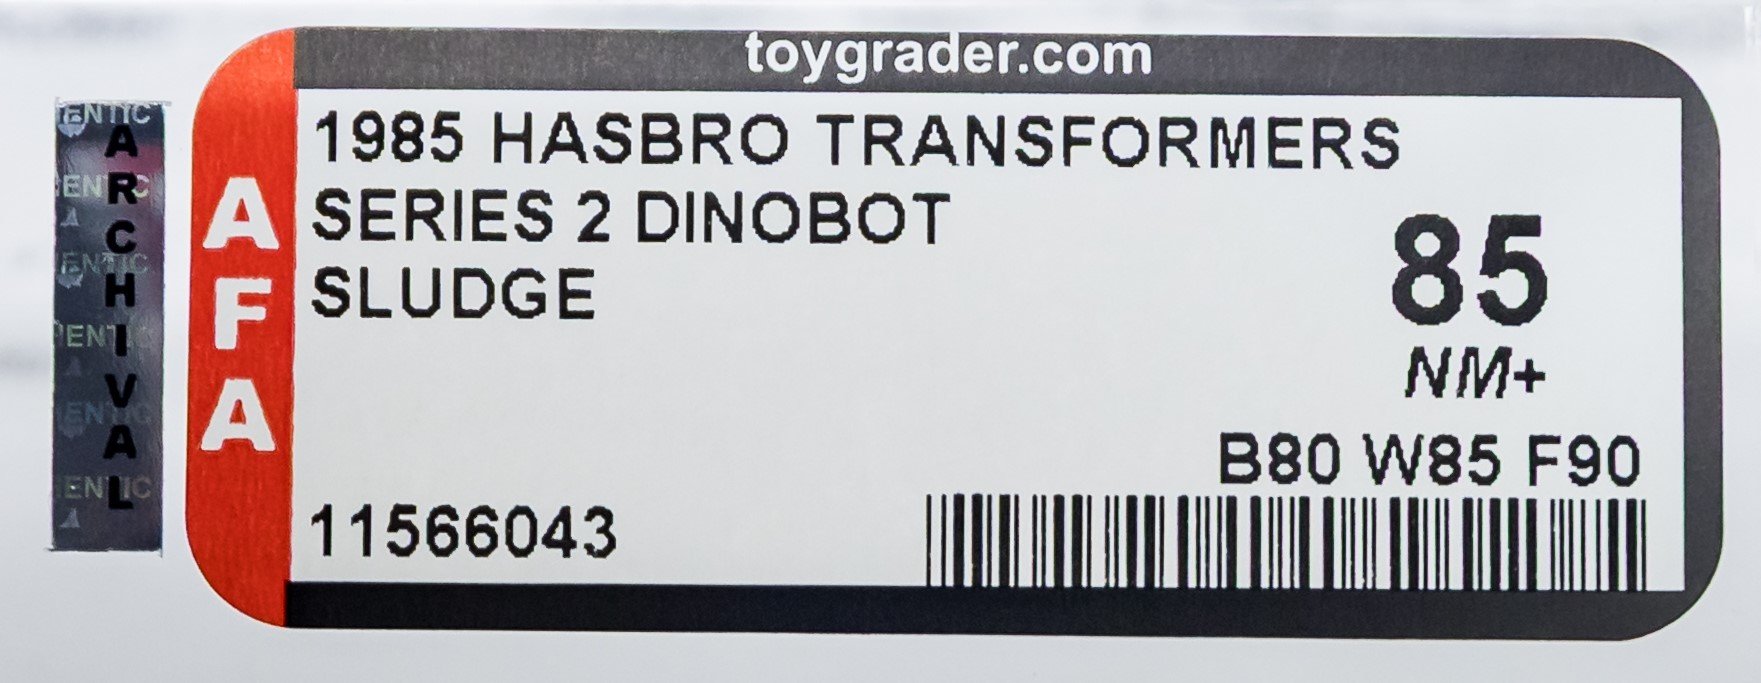 toygrader.com
ARCHIVAL
AFA
1985 HASBRO TRANSFORMERS
SERIES 2 DINOBOT
SLUDGE
85
NM+
B80 W85 F90
11566043